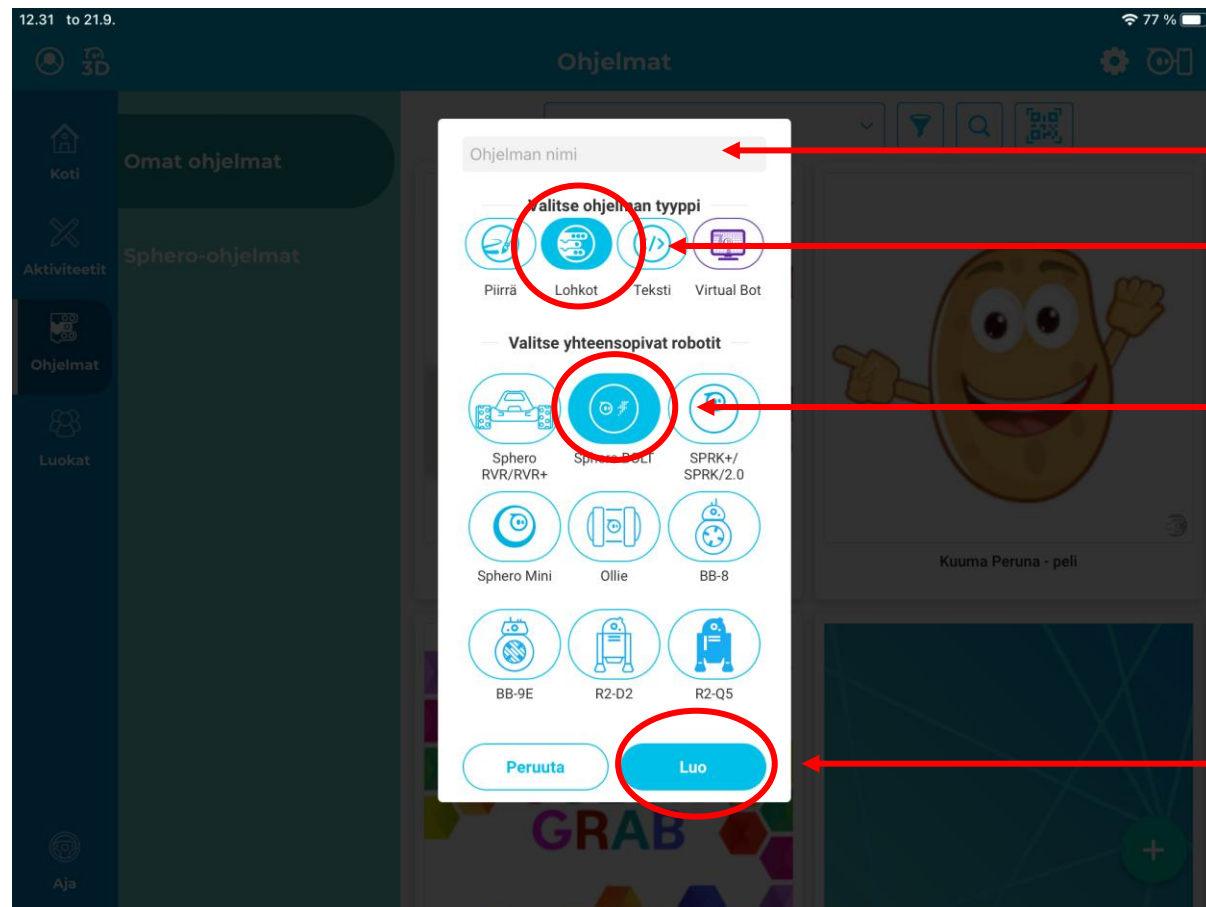 12.31 to 21.9.
77 %
3D
Ohjelmat
Koti
Aktiviteetit
Ohjelmat
Luokat
Aja
Omat ohjelmat
Sphero-ohjelmat
Ohjelman nimi
Valitse ohjelman tyyppi
Piirrä Lohkot Teksti Virtual Bot
Valitse yhteensopivat robotit
Sphero RVR/RVR+
Sphero BOLT
SPRK+/
SPRK/2.0
Sphero Mini Ollie BB-8
BB-9E R2-D2 R2-Q5
Peruuta Luo
Kuuma Peruna - peli
GRAB